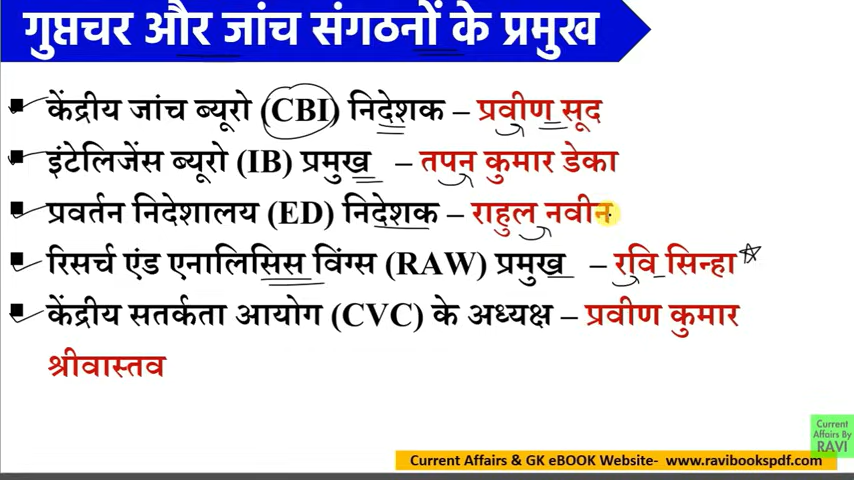 गुप्तचर और जांच संगठनों के प्रमुख
केंद्रीय जांच ब्यूरो (CBI) निदेशक – प्रवीण सूद
इंटेलिजेंस ब्यूरो (IB) प्रमुख – तपन कुमार डेका
प्रवर्तन निदेशालय (ED) निदेशक – राहुल नवीन
रिसर्च एंड एनालिसिस विंग्स (RAW) प्रमुख – रवि सिन्हा
केंद्रीय सतर्कता आयोग (CVC) के अध्यक्ष – प्रवीण कुमार
श्रीवास्तव
Current
Affairs By
RAVI
Current Affairs & GK eBOOK Website- www.ravibookspdf.com